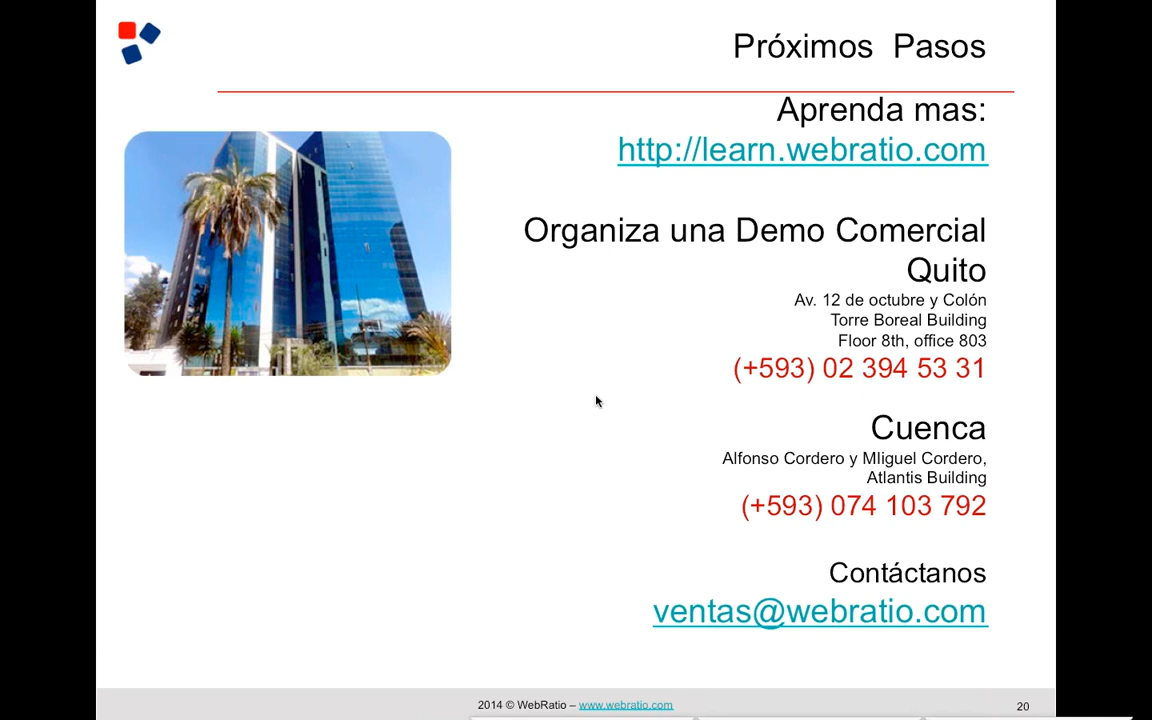 Próximos Pasos
Aprenda mas:
http://learn.webratio.com
Organiza una Demo Comercial
Quito
Av. 12 de octubre y Colón
Torre Boreal Building
Floor 8th, office 803
(+593) 02 394 53 31
Cuenca
Alfonso Cordero y MIiguel Cordero,
Atlantis Building
(+593) 074 103 792
Contáctanos
ventas@webratio.com
2014 © WebRatio – www.webratio.com
20